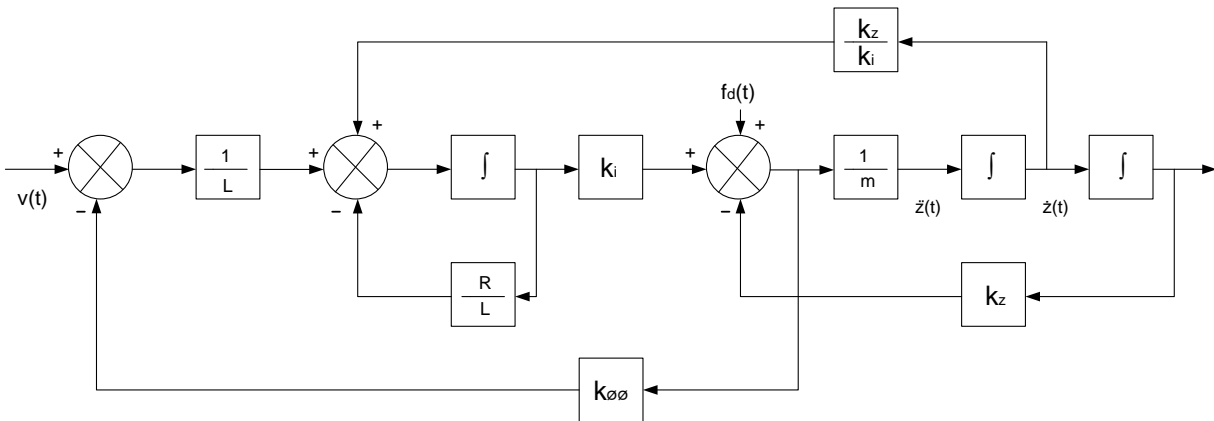 kz
ki
fd(t)
+
+
+
+
+
v(t)
1
L
∫
ki
1
m
∫
∫
z̈(t)
ż(t)
−
−
−
R
L
kz
køø